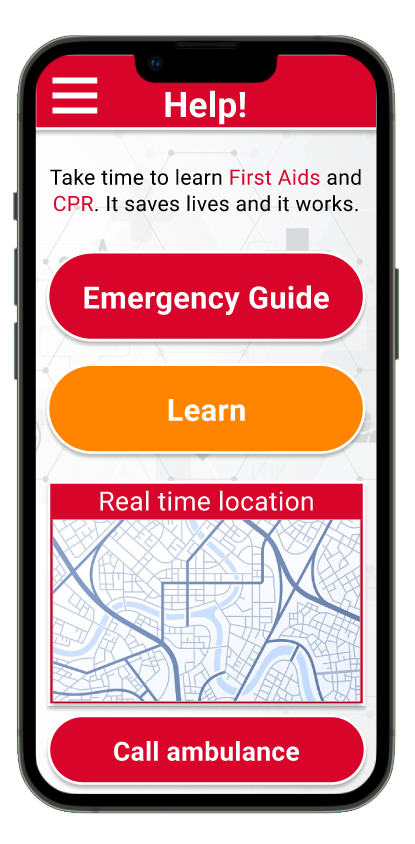 Help!
Take time to learn First Aids and
CPR. It saves lives and it works.
Emergency Guide
Learn
Real time location
Call ambulance